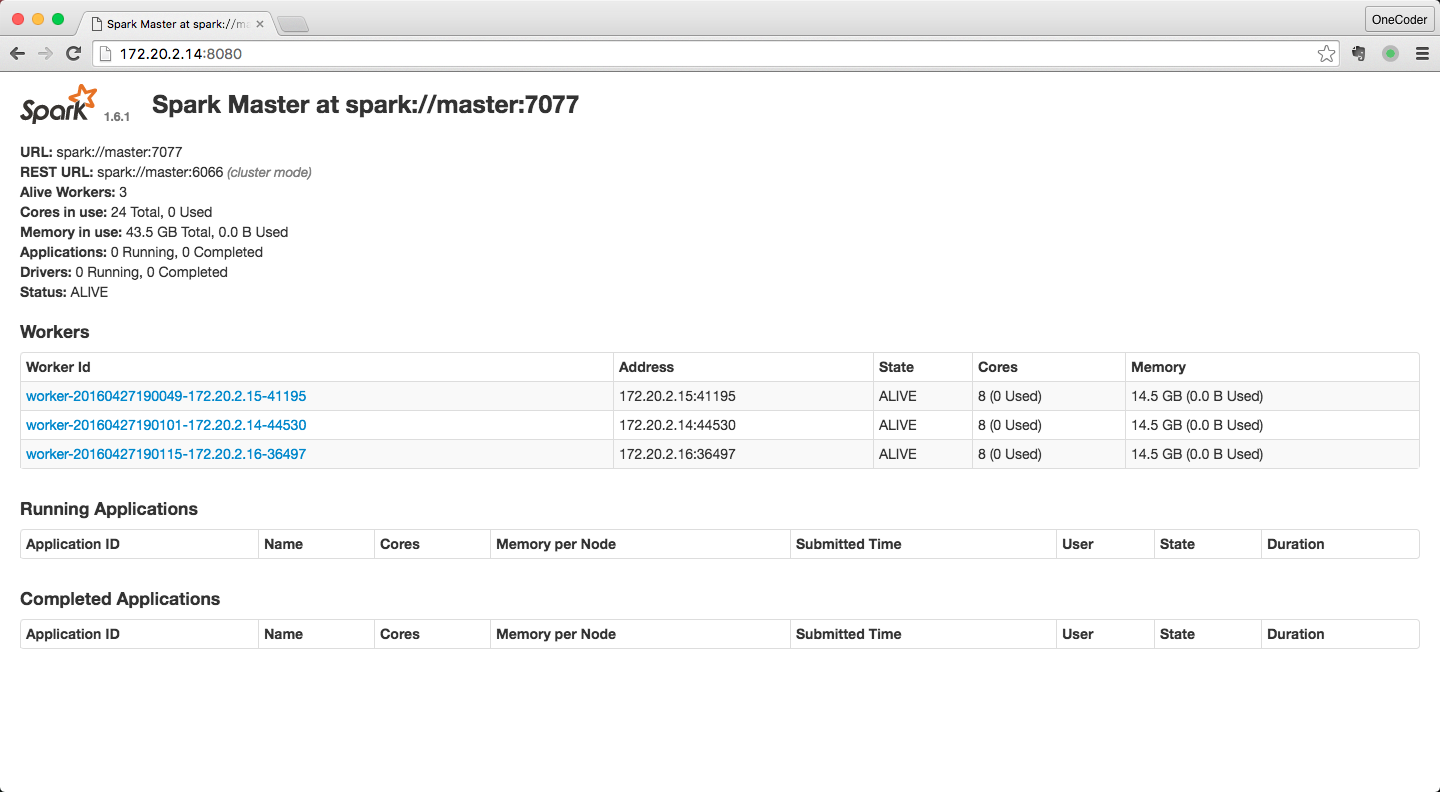 Spark Master at spark://ma
OneCoder
172.20.2.14:8080
Spark 1.6.1 Spark Master at spark://master:7077
URL: spark://master:7077
REST URL: spark://master:6066 (cluster mode)
Alive Workers: 3
Cores in use: 24 Total, 0 Used
Memory in use: 43.5 GB Total, 0.0 B Used
Applications: 0 Running, 0 Completed
Drivers: 0 Running, 0 Completed
Status: ALIVE
Workers
Worker Id Address State Cores Memory
worker-20160427190049-172.20.2.15-41195 172.20.2.15:41195 ALIVE 8 (0 Used) 14.5 GB (0.0 B Used)
worker-20160427190101-172.20.2.14-44530 172.20.2.14:44530 ALIVE 8 (0 Used) 14.5 GB (0.0 B Used)
worker-20160427190115-172.20.2.16-36497 172.20.2.16:36497 ALIVE 8 (0 Used) 14.5 GB (0.0 B Used)
Running Applications
Application ID Name Cores Memory per Node Submitted Time User State Duration
Completed Applications
Application ID Name Cores Memory per Node Submitted Time User State Duration